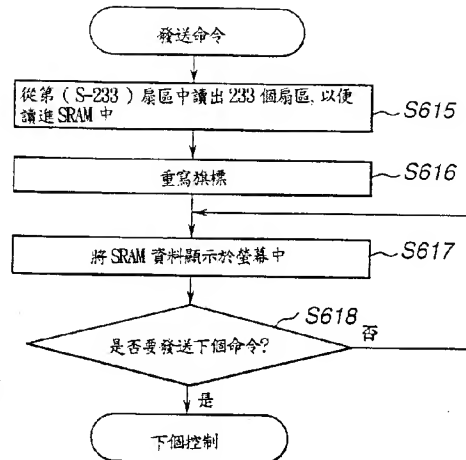 發送命令
從第(S-233)扇區中讀出233個扇區,以便
讀進SRAM中
S615
重寫旗標
S616
將SRAM資料顯示於螢幕中
S617
是否要發送下個命令?
S618
否
是
下個控制